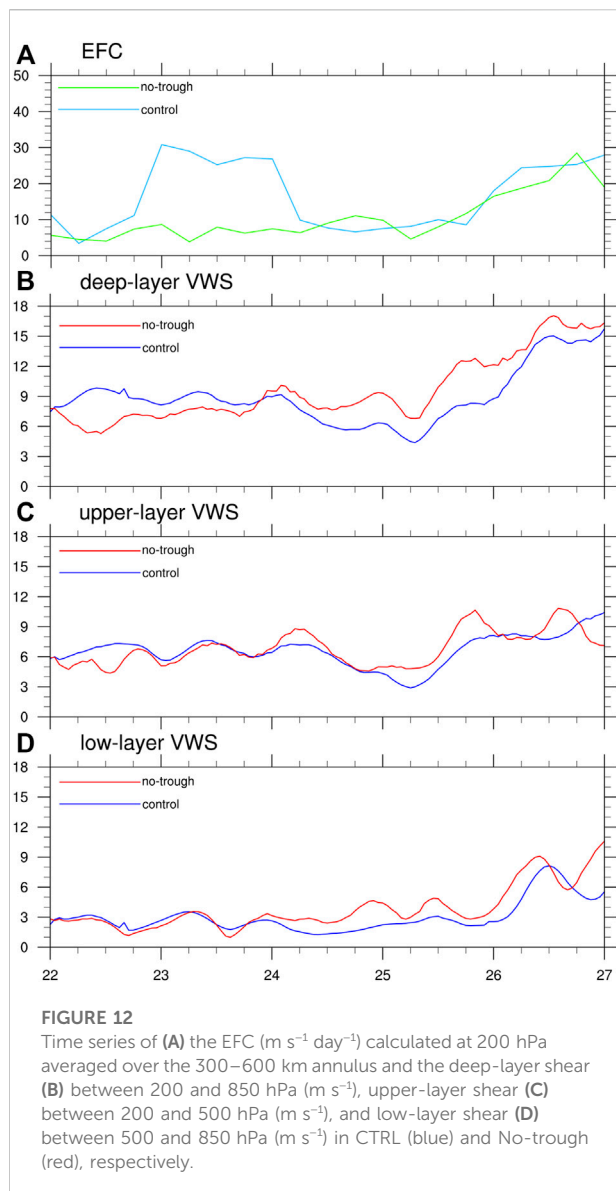 A EFC
50
no-trough
control
40
30
20
10
0
B deep-layer VWS
18
no-trough
15
control
12
9
6
3
0
C upper-layer VWS
18
no-trough
15
control
12
9
6
3
0
D low-layer VWS
18
no-trough
15
control
12
9
6
3
0
22 23 24 25 26 27
FIGURE 12
Time series of (A) the EFC (m s⁻¹ day⁻¹) calculated at 200 hPa
averaged over the 300–600 km annulus and the deep-layer shear
(B) between 200 and 850 hPa (m s⁻¹), upper-layer shear (C)
between 200 and 500 hPa (m s⁻¹), and low-layer shear (D)
between 500 and 850 hPa (m s⁻¹) in CTRL (blue) and No-trough
(red), respectively.